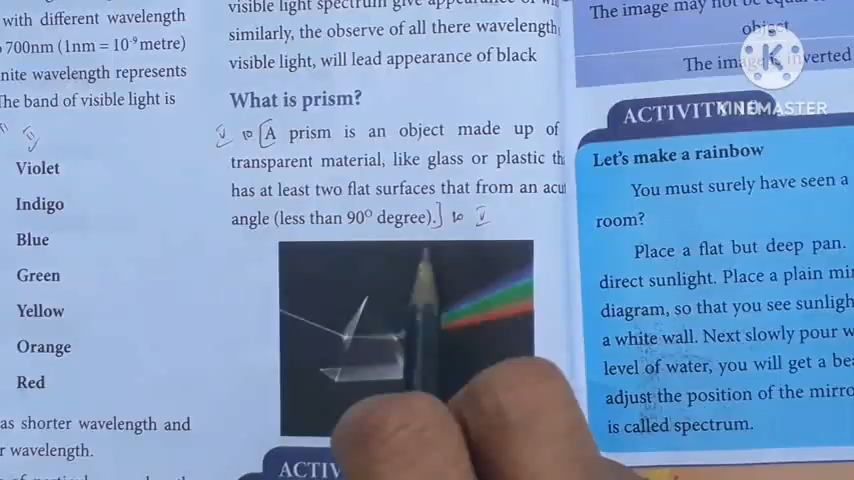 with different wavelength
700nm (1nm = 10⁻⁹metre)
nite wavelength represents
The band of visible light is
Violet
Indigo
Blue
Green
Yellow
Orange
Red
as shorter wavelength and
r wavelength.
visible light spectrum give appearance of
similarly, the observe of all there wavelength
visible light, will lead appearance of black
What is prism?
to [A prism is an object made up of
transparent material, like glass or plastic th
has at least two flat surfaces that from an acu
angle (less than 90⁰ degree).] to
ACTIV
The image may not be equal
object
The image is inverted
KINEMASTER
ACTIVIT
Let's make a rainbow
You must surely have seen a
room?
Place a flat but deep pan.
direct sunlight. Place a plain mir
diagram, so that you see sunligh
a white wall. Next slowly pour w
level of water, you will get a bea
adjust the position of the mirro
is called spectrum.